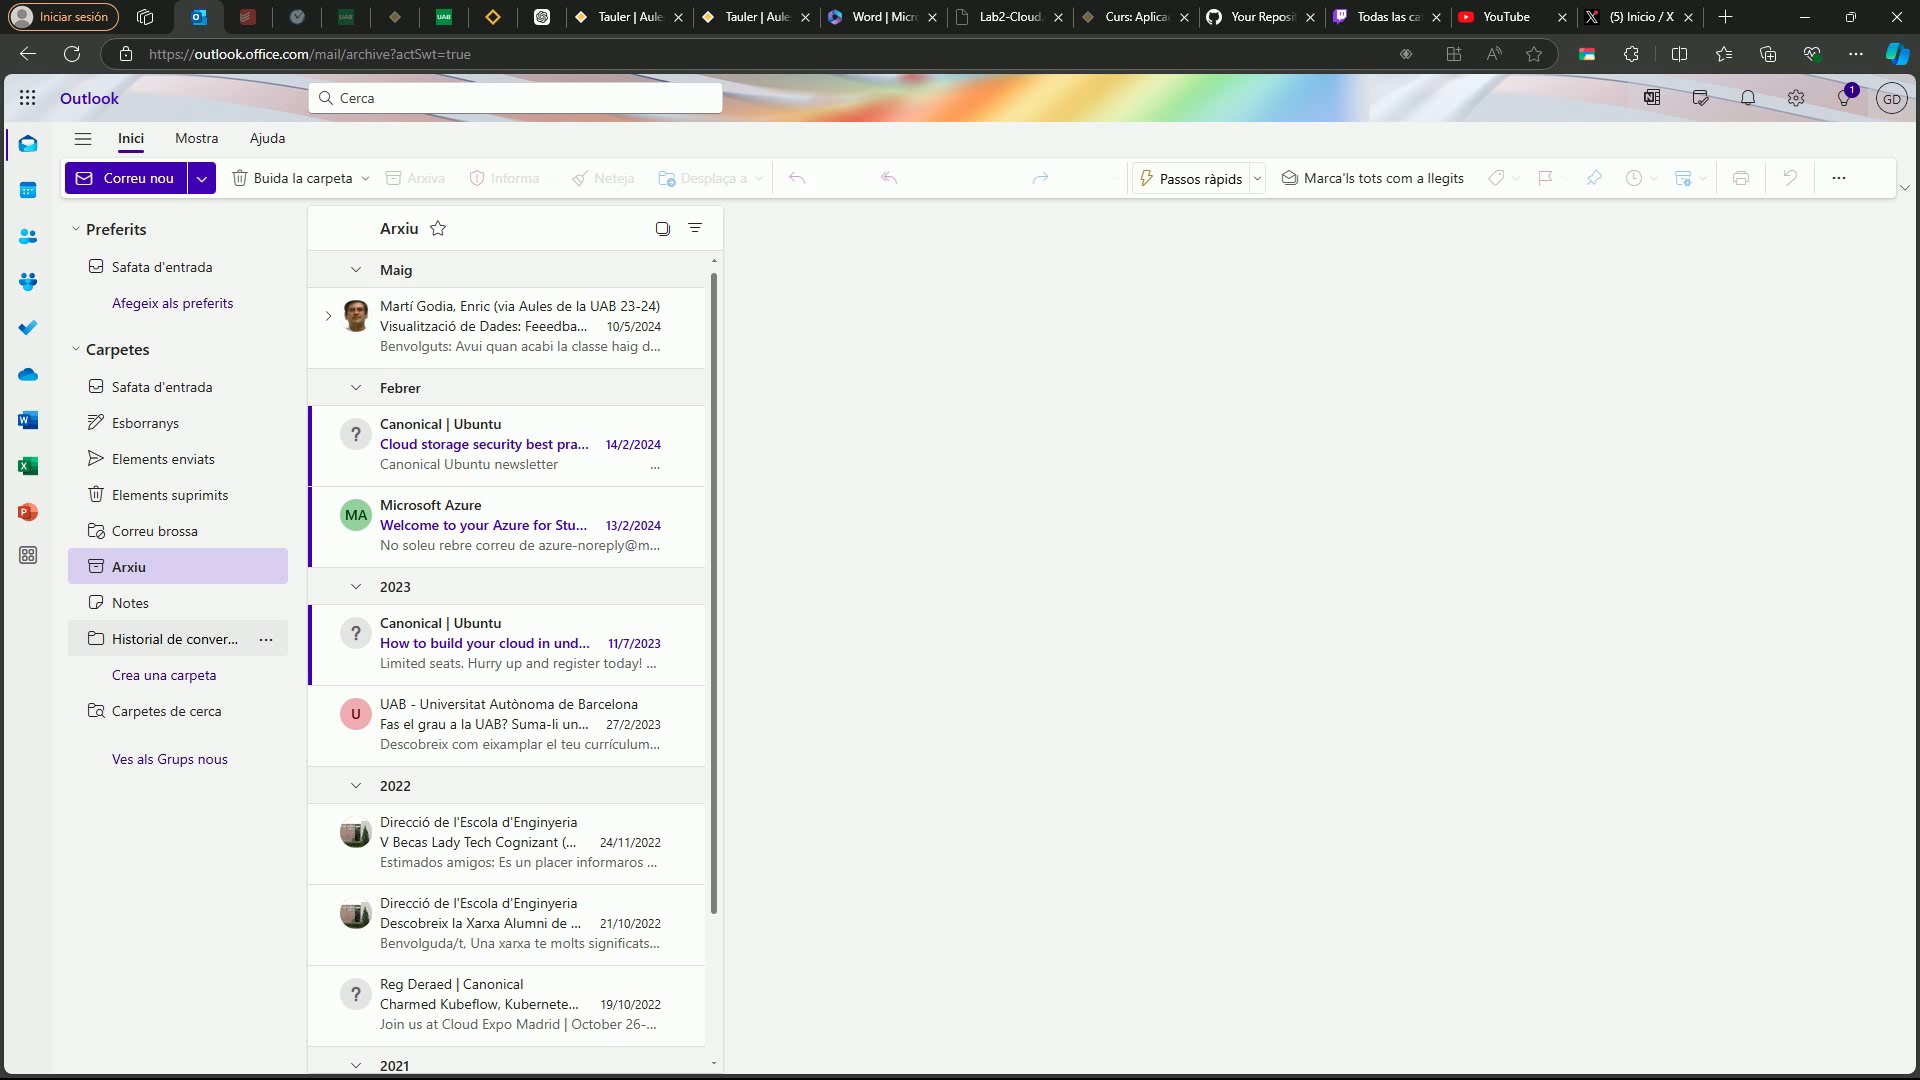 Iniciar sesión
UAB
UAB
Tauler | Aule
Tauler | Aule
Word | Micr
Lab2-Cloud.
Curs: Aplica
Your Reposi
Todas las ca
YouTube
(5) Inicio / X
https://outlook.office.com/mail/archive?actSwt=true
Outlook
Cerca
1
GD
Inici
Mostra
Ajuda
Correu nou
Buida la carpeta
Arxiva
Informa
Neteja
Desplaça a
Passos ràpids
Marca'ls tots com a llegits
Preferits
Safata d'entrada
Afegeix als preferits
Carpetes
Safata d'entrada
Esborranys
Elements enviats
Elements suprimits
Correu brossa
Arxiu
Notes
Historial de conver...
Crea una carpeta
Carpetes de cerca
Ves als Grups nous
Arxiu
Maig
Martí Godia, Enric (via Aules de la UAB 23-24)
Visualització de Dades: Feeedba... 10/5/2024
Benvolguts: Avui quan acabi la classe haig d...
Febrer
?
Canonical | Ubuntu
Cloud storage security best pra... 14/2/2024
Canonical Ubuntu newsletter ...
MA
Microsoft Azure
Welcome to your Azure for Stu... 13/2/2024
No soleu rebre correu de azure-noreply@m...
2023
?
Canonical | Ubuntu
How to build your cloud in und... 11/7/2023
Limited seats. Hurry up and register today! ...
U
UAB - Universitat Autònoma de Barcelona
Fas el grau a la UAB? Suma-li un... 27/2/2023
Descobreix com eixamplar el teu currículum...
2022
Direcció de l'Escola d'Enginyeria
V Becas Lady Tech Cognizant (... 24/11/2022
Estimados amigos: Es un placer informaros ...
Direcció de l'Escola d'Enginyeria
Descobreix la Xarxa Alumni de ... 21/10/2022
Benvolguda/t, Una xarxa te molts significats...
?
Reg Deraed | Canonical
Charmed Kubeflow, Kubernete... 19/10/2022
Join us at Cloud Expo Madrid | October 26-...
2021